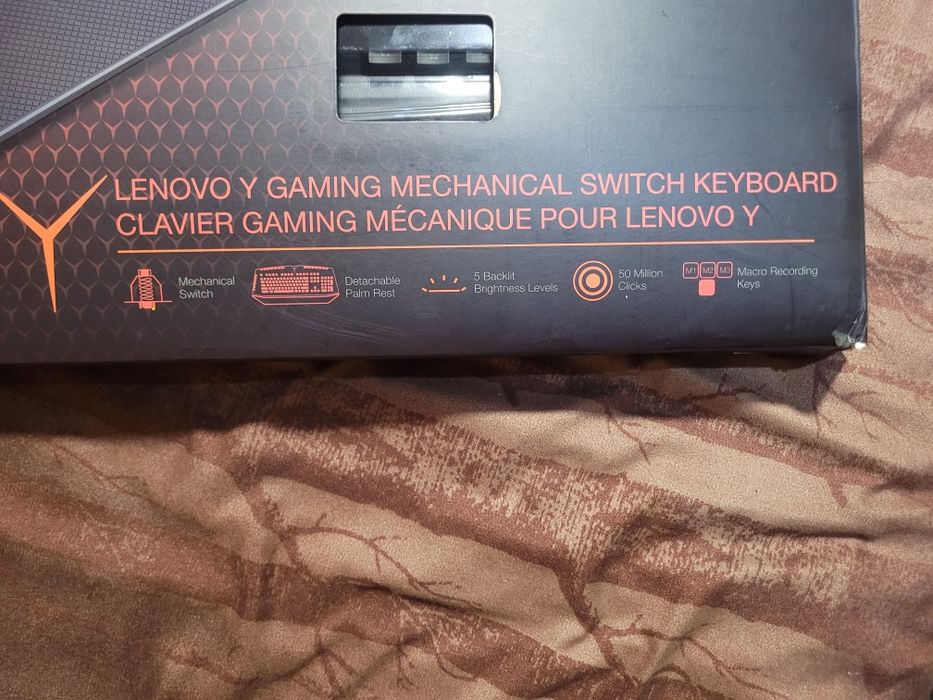 LENOVO Y GAMING MECHANICAL SWITCH KEYBOARD
CLAVIER GAMING MÉCANIQUE POUR LENOVO Y
Mechanical
Switch
Detachable
Palm Rest
5 Backlit
Brightness Levels
50 Million
Clicks
M1 M2 M3
Macro Recording
Keys